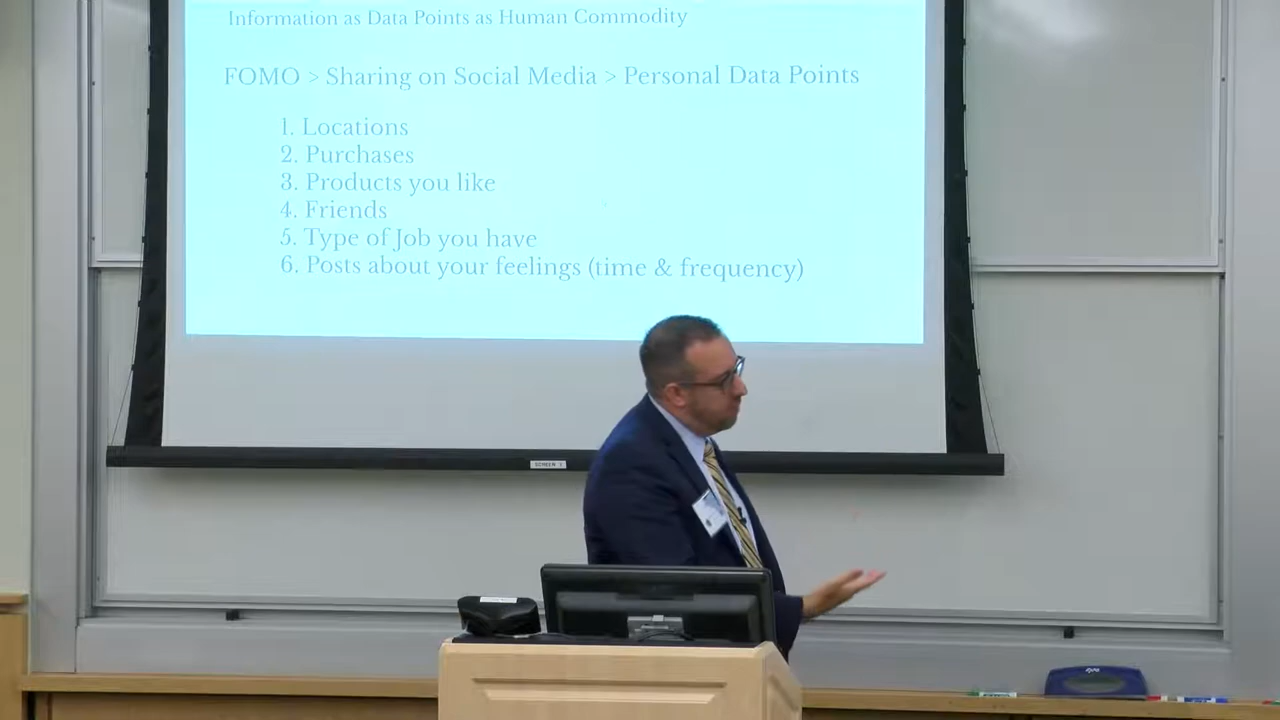 Information as Data Points as Human Commodity
FOMO > Sharing on Social Media > Personal Data Points
1. Locations
2. Purchases
3. Products you like
4. Friends
5. Type of Job you have
6. Posts about your feelings (time & frequency)
SCREEN